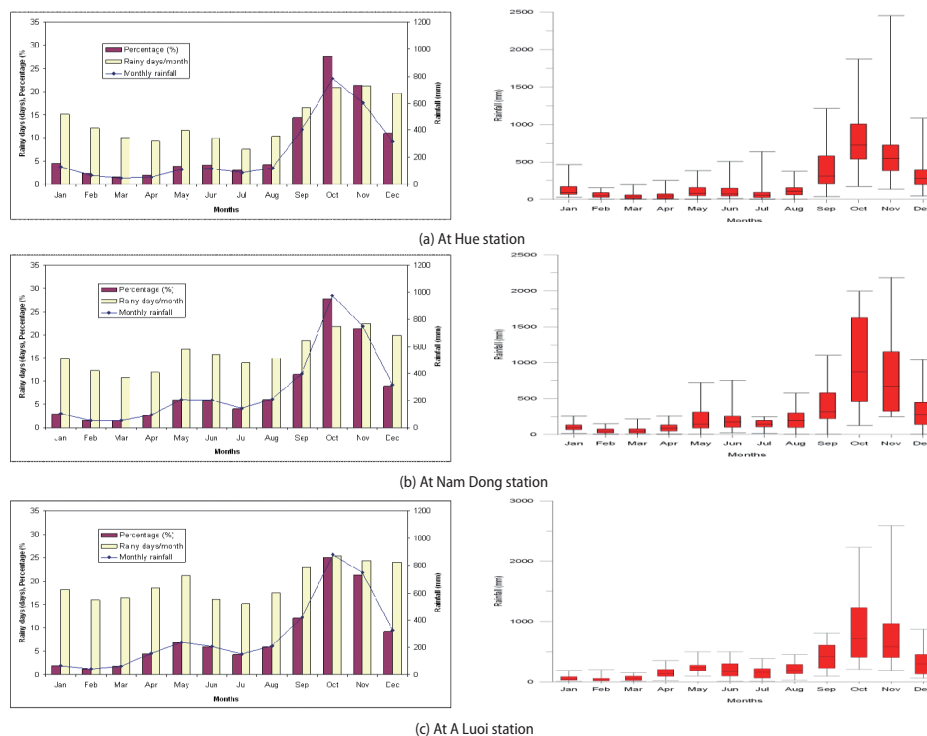 35
30
25
20
15
10
5
0
Rainy days (days), Percentage (%
Percentage (%)
Rainy days/month
Monthly rainfall
1200
1000
800
600
400
200
0
Rainfall (mm)
Jan Feb Mar Apr May Jun Jul Aug Sep Oct Nov Dec
Months
2500
2000
1500
1000
500
0
Rainfall (mm)
Jan Feb Mar Apr May Jun Jul Aug Sep Oct Nov De
Months
(a) At Hue station
35
30
25
20
15
10
5
0
Rainy days (days), Percentage (%
Percentage (%)
Rainy days/month
Monthly rainfall
1200
1000
800
600
400
200
0
Rainfall (mm)
Jan Feb Mar Apr May Jun Jul Aug Sep Oct Nov Dec
Months
2500
2000
1500
1000
500
0
Rainfall (mm)
Jan Feb Mar Apr May Jun Jul Aug Sep Oct Nov Dec
Months
(b) At Nam Dong station
35
30
25
20
15
10
5
0
Rainy days (days), Percentage (%
Percentage (%)
Rainy days/month
Monthly rainfall
1200
1000
800
600
400
200
0
Rainfall (mm)
Jan Feb Mar Apr May Jun Jul Aug Sep Oct Nov Dec
Months
3000
2000
1000
0
Rainfall (mm)
Jan Feb Mar Apr May Jun Jul Aug Sep Oct Nov Dec
Months
(c) At A Luoi station